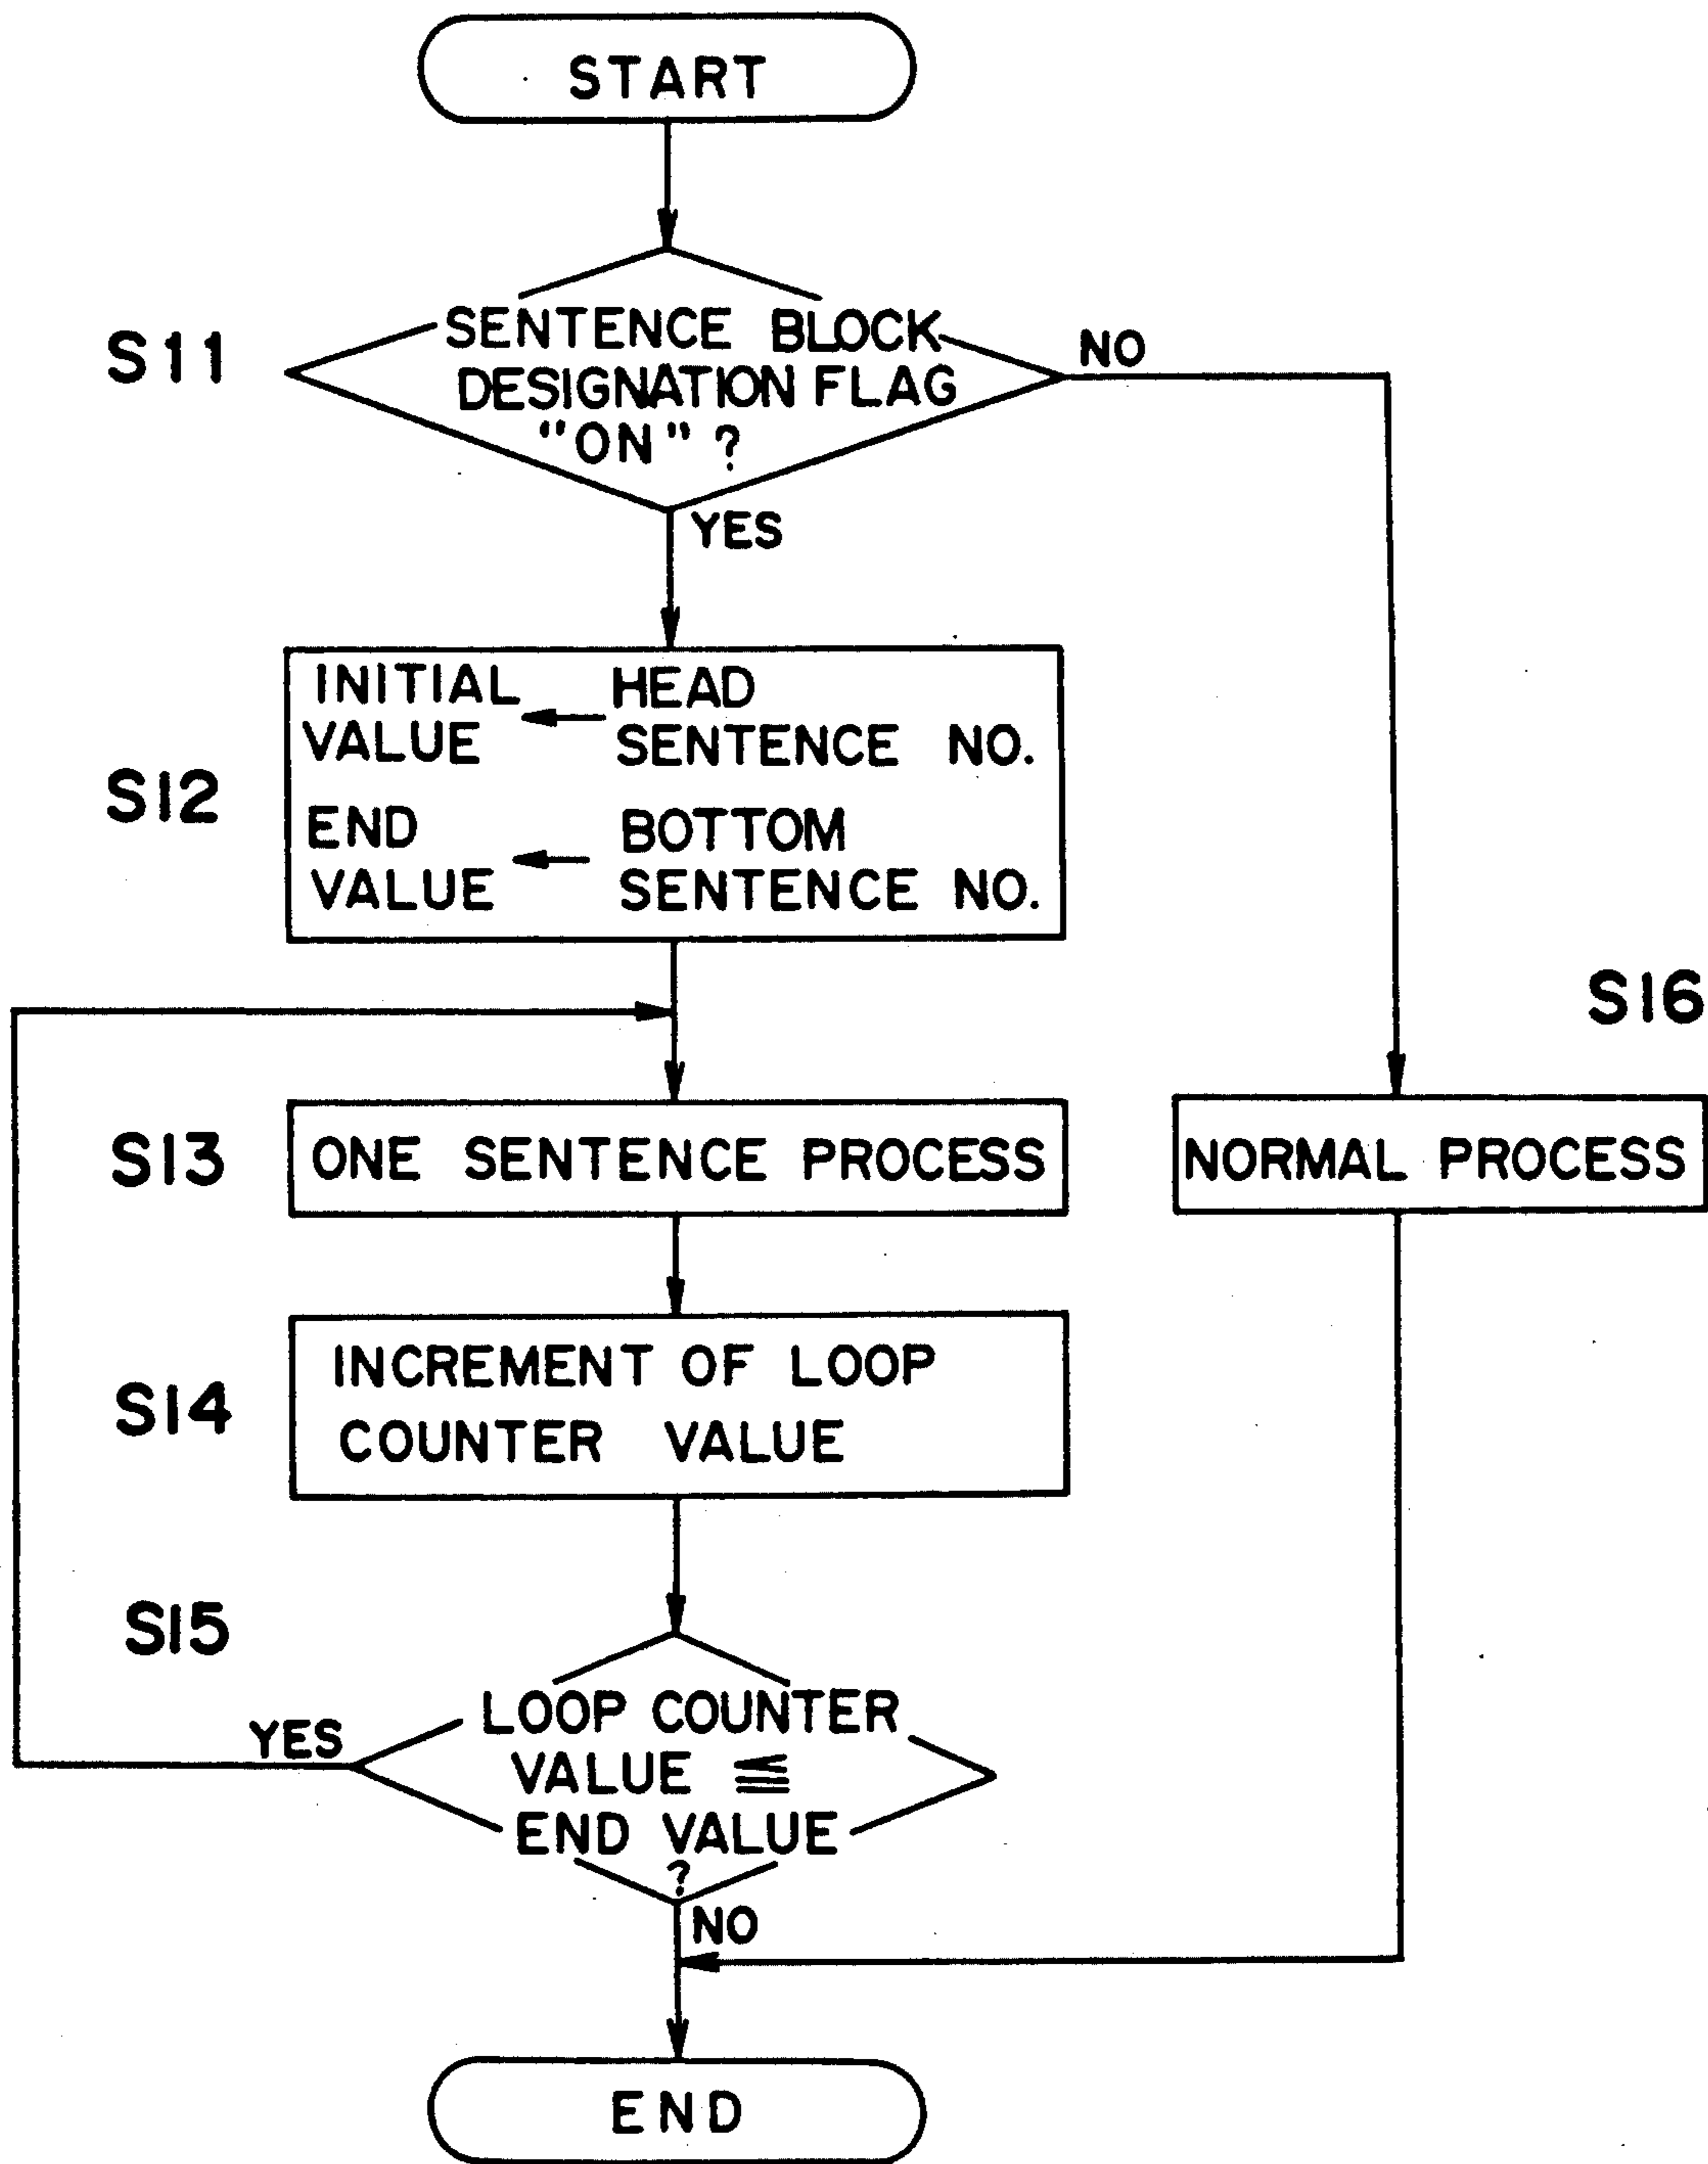 START
S11
SENTENCE BLOCK
DESIGNATION FLAG
"ON" ?
NO
YES
S12
INITIAL ← HEAD
VALUE SENTENCE NO.
END ← BOTTOM
VALUE SENTENCE NO.
S16
S13
ONE SENTENCE PROCESS
NORMAL PROCESS
S14
INCREMENT OF LOOP
COUNTER VALUE
S15
LOOP COUNTER
VALUE ≦
END VALUE
?
YES
NO
END